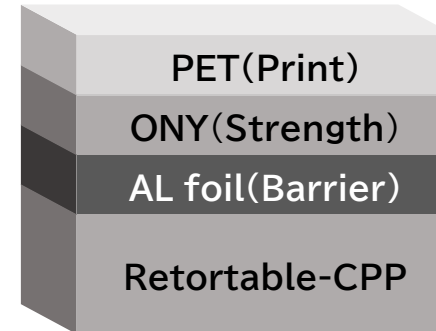 PET(Print)
ONY(Strength)
AL foil(Barrier)
Retortable-CPP